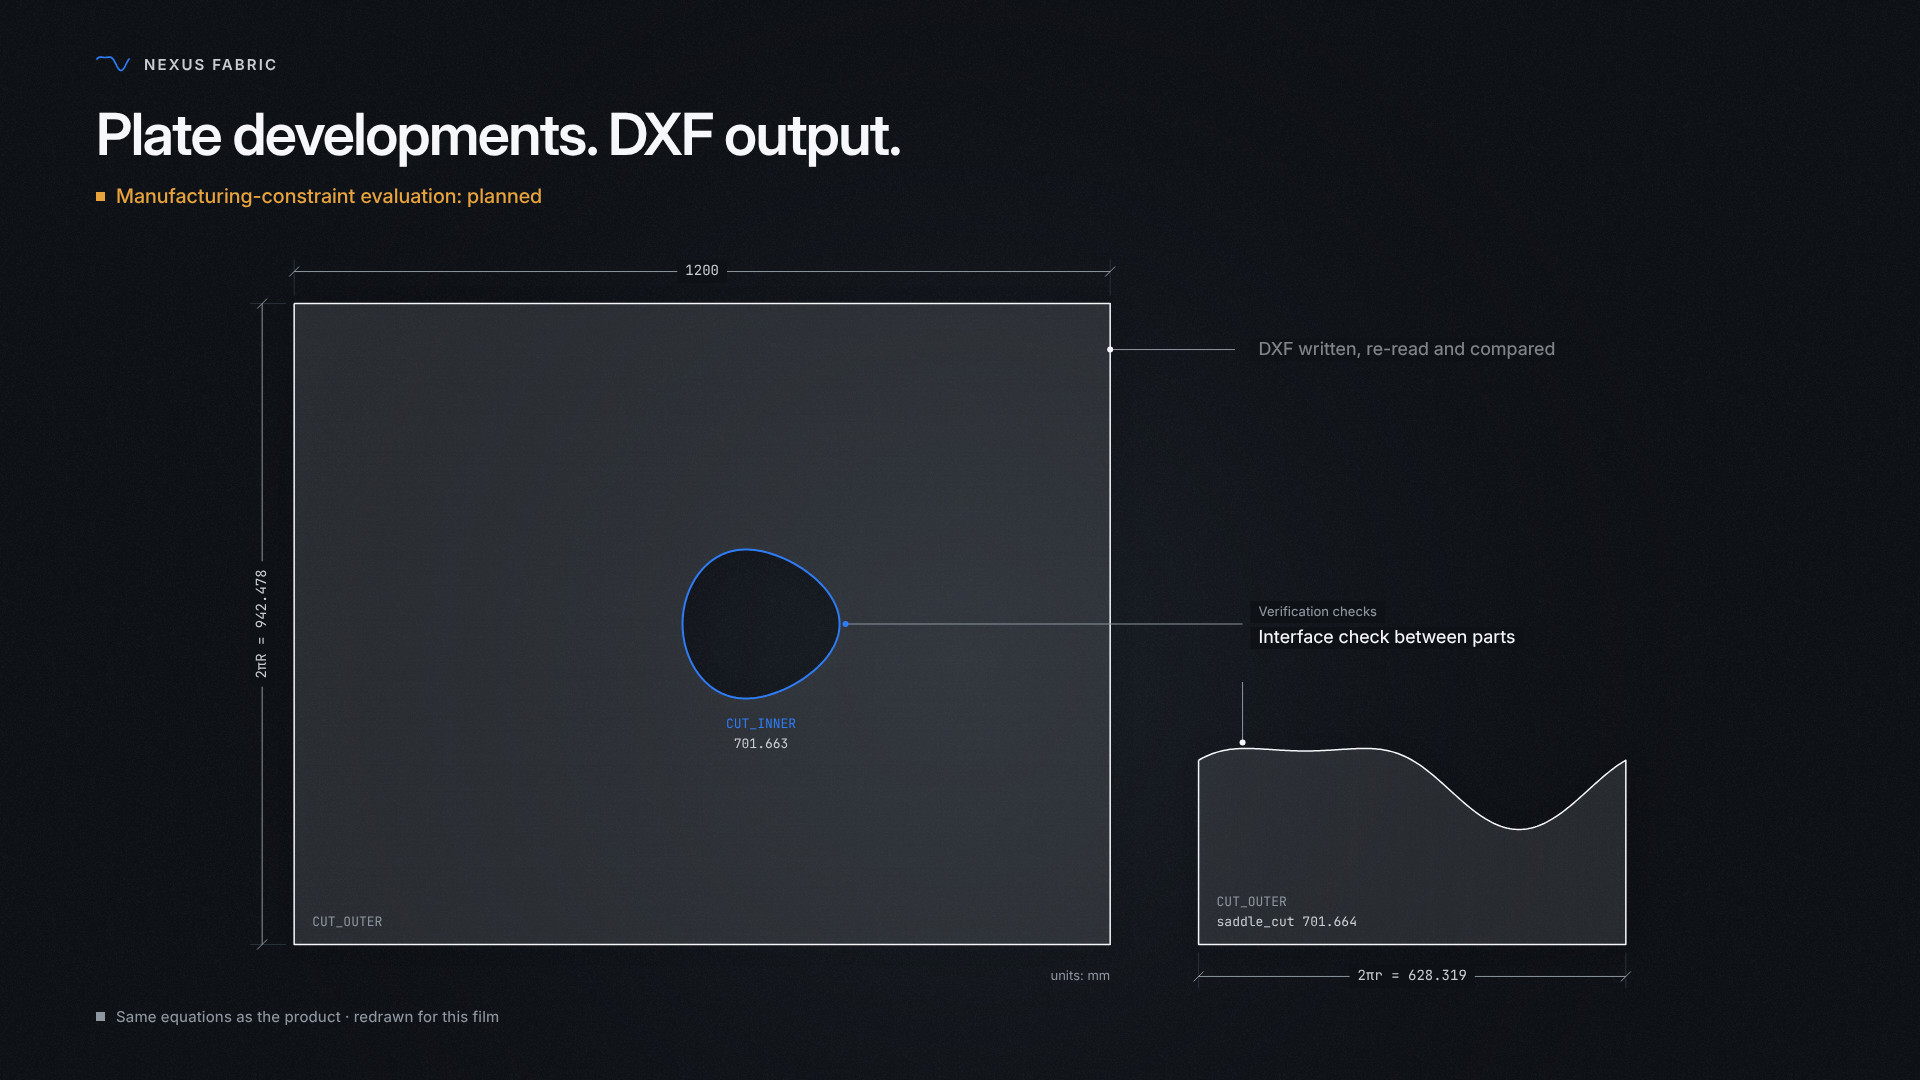 NEXUS FABRIC
Plate developments. DXF output.
Manufacturing-constraint evaluation: planned
1200
DXF written, re-read and compared
2πR = 942.478
Verification checks
Interface check between parts
CUT_INNER
701.663
CUT_OUTER
CUT_OUTER
saddle_cut 701.664
units: mm
2πr = 628.319
Same equations as the product · redrawn for this film